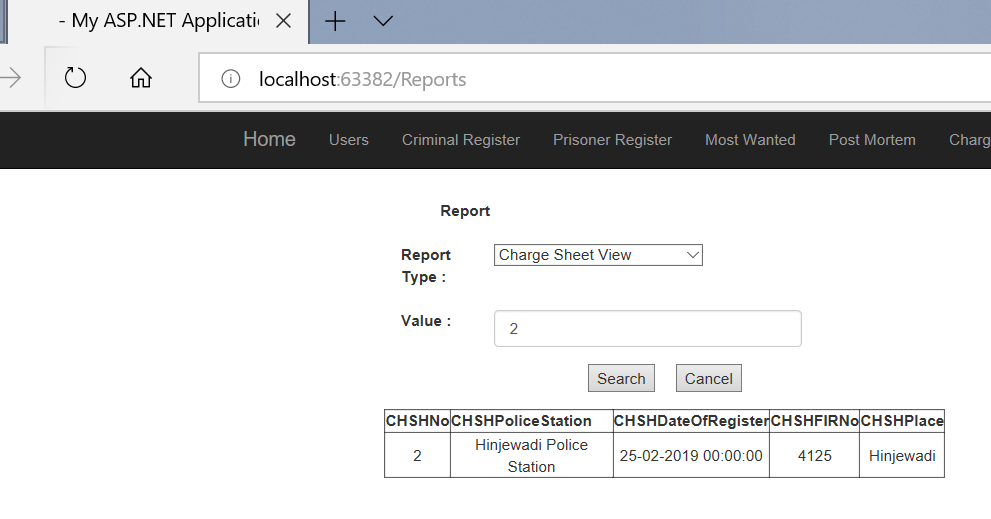 - My ASP.NET Applicati
localhost:63382/Reports
Home Users Criminal Register Prisoner Register Most Wanted Post Mortem Charg
Report
Report Type : Charge Sheet View
Value : 2
Search Cancel
CHSHNo CHSHPoliceStation CHSHDateOfRegister CHSHFIRNo CHSHPlace
2 Hinjewadi Police Station 25-02-2019 00:00:00 4125 Hinjewadi